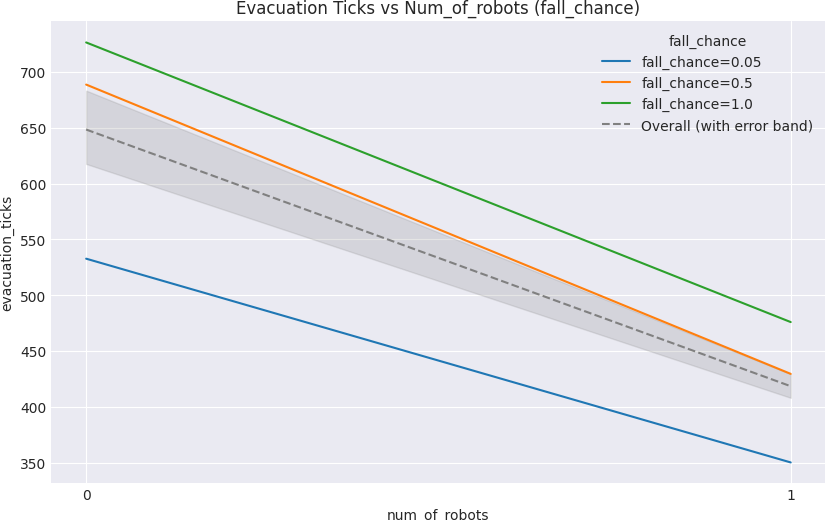 Evacuation Ticks vs Num_of_robots (fall_chance)
fall_chance
fall_chance=0.05
fall_chance=0.5
fall_chance=1.0
Overall (with error band)
evacuation_ticks
700
650
600
550
500
450
400
350
0
1
num_of_robots